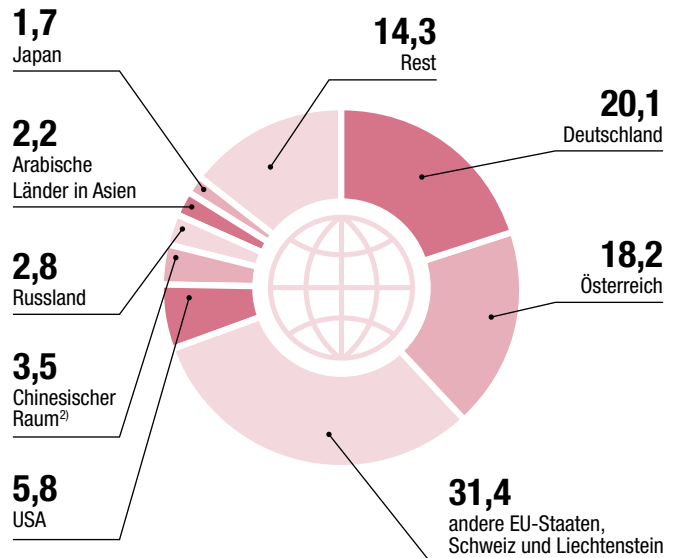 1,7
Japan
14,3
Rest
20,1
Deutschland
2,2
Arabische
Länder in Asien
18,2
Österreich
2,8
Russland
3,5
Chinesischer
Raum²⁾
5,8
USA
31,4
andere EU-Staaten,
Schweiz und Liechtenstein